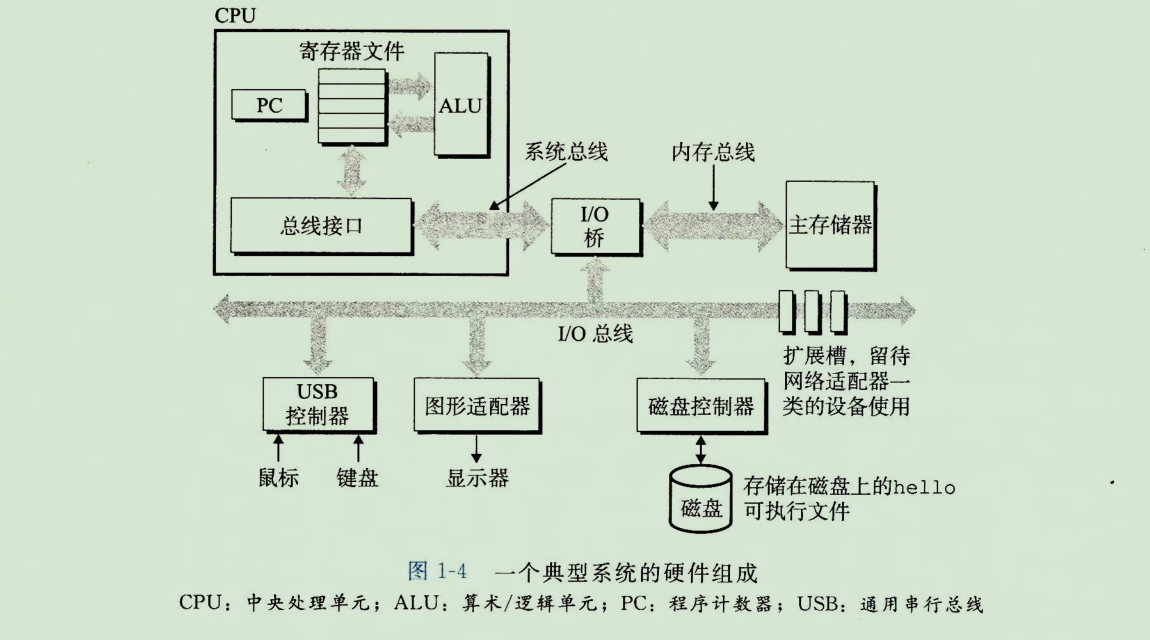 CPU
寄存器文件
PC
ALU
系统总线
内存总线
总线接口
I/O
桥
主存储器
I/O 总线
扩展槽，留待
网络适配器一
类的设备使用
USB
控制器
图形适配器
磁盘控制器
鼠标
键盘
显示器
磁盘
存储在磁盘上的hello
可执行文件
图 1-4 一个典型系统的硬件组成
CPU：中央处理单元；ALU：算术/逻辑单元；PC：程序计数器；USB：通用串行总线